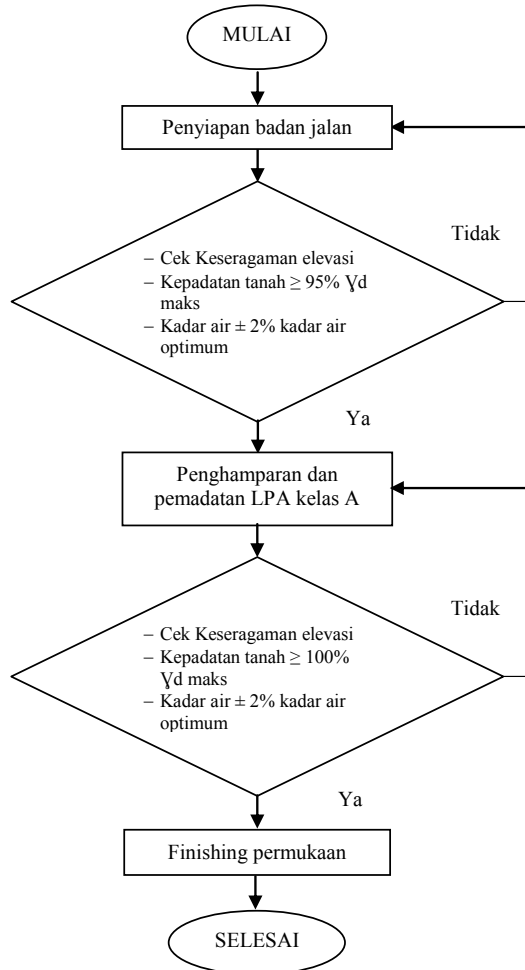 MULAI
Penyiapan badan jalan
Tidak
– Cek Keseragaman elevasi
– Kepadatan tanah ≥ 95% Ɣd
maks
– Kadar air ± 2% kadar air
optimum
Ya
Penghamparan dan
pemadatan LPA kelas A
Tidak
– Cek Keseragaman elevasi
– Kepadatan tanah ≥ 100%
Ɣd maks
– Kadar air ± 2% kadar air
optimum
Ya
Finishing permukaan
SELESAI